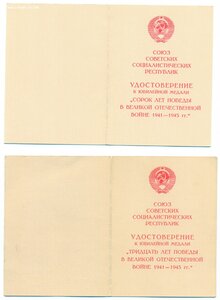 СОЮЗ
СОВЕТСКИХ
СОЦИАЛИСТИЧЕСКИХ
РЕСПУБЛИК
УДОСТОВЕРЕНИЕ
К ЮБИЛЕЙНОЙ МЕДАЛИ
„СОРОК ЛЕТ ПОБЕДЫ
В ВЕЛИКОЙ ОТЕЧЕСТВЕННОЙ
ВОЙНЕ 1941—1945 гг.“
СОЮЗ
СОВЕТСКИХ
СОЦИАЛИСТИЧЕСКИХ
РЕСПУБЛИК
УДОСТОВЕРЕНИЕ
К ЮБИЛЕЙНОЙ МЕДАЛИ
„ТРИДЦАТЬ ЛЕТ ПОБЕДЫ
В ВЕЛИКОЙ ОТЕЧЕСТВЕННОЙ
ВОЙНЕ 1941—1945 гг.“